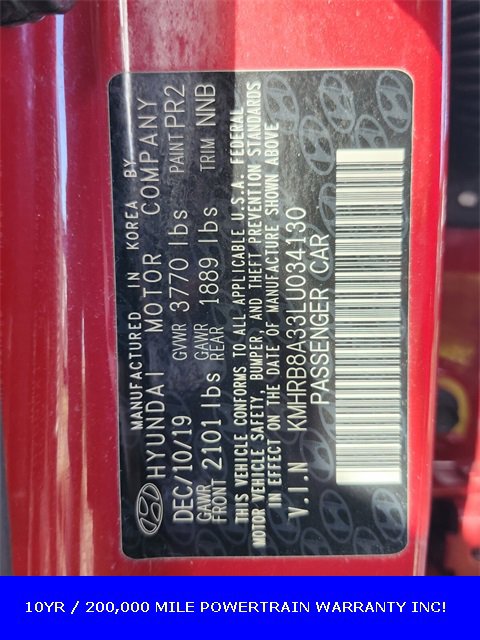 MANUFACTURED IN KOREA BY
HYUNDAI MOTOR COMPANY
DEC/10/19 GVWR 3770 lbs PAINT PR2
GAWR FRONT 2101 lbs GAWR REAR 1889 lbs TRIM NNB
THIS VEHICLE CONFORMS TO ALL APPLICABLE U.S.A. FEDERAL
MOTOR VEHICLE SAFETY, BUMPER, AND THEFT PREVENTION STANDARDS
IN EFFECT ON THE DATE OF MANUFACTURE SHOWN ABOVE
V.I.N KMHRB8A33LU034130
PASSENGER CAR
10YR / 200,000 MILE POWERTRAIN WARRANTY INC!